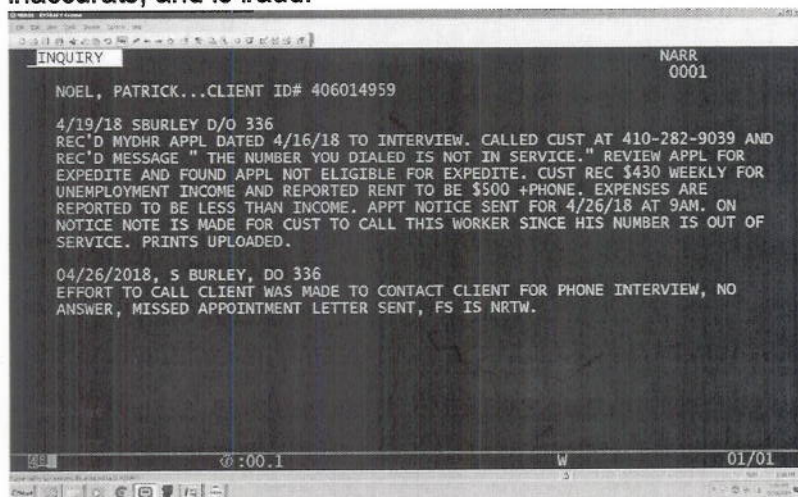 inaccurate, and is fraud.
INQUIRY
NARR
0001
NOEL, PATRICK...CLIENT ID# 406014959
4/19/18 SBURLEY D/O 336
REC'D MYDHR APPL DATED 4/16/18 TO INTERVIEW. CALLED CUST AT 410-282-9039 AND
REC'D MESSAGE " THE NUMBER YOU DIALED IS NOT IN SERVICE." REVIEW APPL FOR
EXPEDITE AND FOUND APPL NOT ELIGIBLE FOR EXPEDITE. CUST REC $430 WEEKLY FOR
UNEMPLOYMENT INCOME AND REPORTED RENT TO BE $500 +PHONE. EXPENSES ARE
REPORTED TO BE LESS THAN INCOME. APPT NOTICE SENT FOR 4/26/18 AT 9AM. ON
NOTICE NOTE IS MADE FOR CUST TO CALL THIS WORKER SINCE HIS NUMBER IS OUT OF
SERVICE. PRINTS UPLOADED.
04/26/2018, S BURLEY, DO 336
EFFORT TO CALL CLIENT WAS MADE TO CONTACT CLIENT FOR PHONE INTERVIEW, NO
ANSWER, MISSED APPOINTMENT LETTER SENT, FS IS NRTW.
:00.1
W
01/01